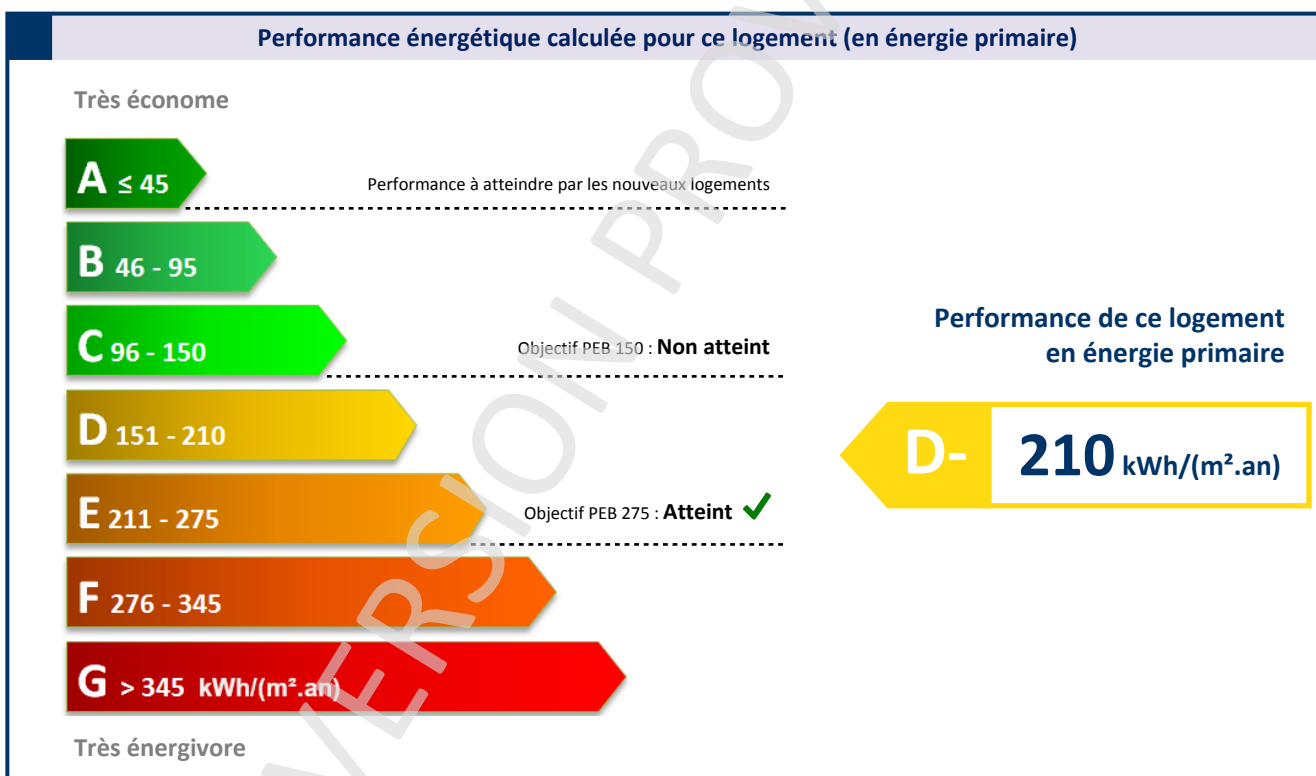 Performance énergétique calculée pour ce logement (en énergie primaire)
Très économe
A ≤ 45
Performance à atteindre par les nouveaux logements
B 46 - 95
C 96 - 150
Objectif PEB 150 : Non atteint
Performance de ce logement
en énergie primaire
D 151 - 210
D- 210 kWh/(m².an)
E 211 - 275
Objectif PEB 275 : Atteint ✓
F 276 - 345
G > 345 kWh/(m².an)
Très énergivore
VERSION PROV